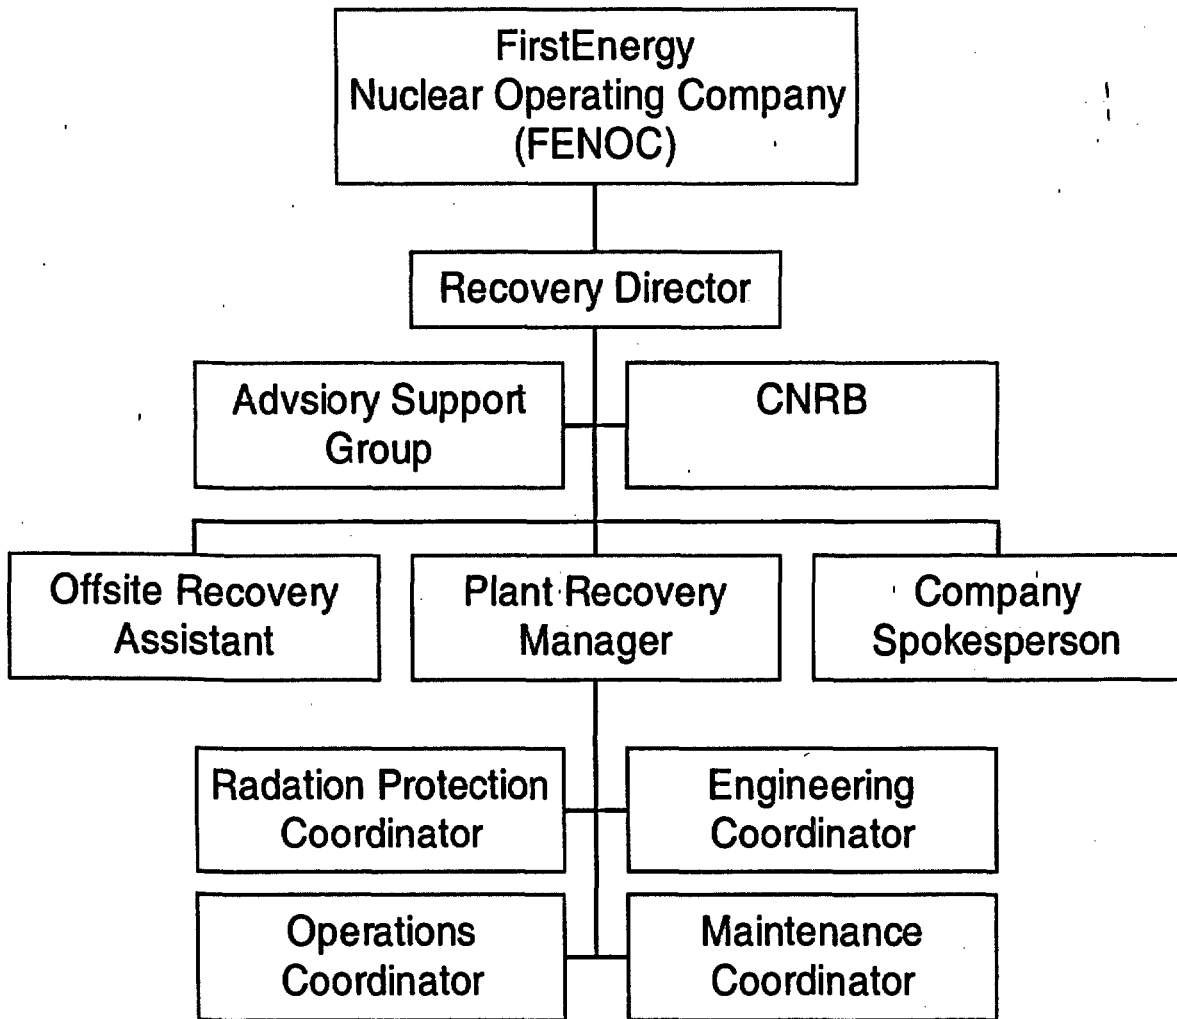 FirstEnergy
Nuclear Operating Company
(FENOC)
Recovery Director
Advsiory Support
Group
CNRB
Offsite Recovery
Assistant
Plant Recovery
Manager
Company
Spokesperson
Radation Protection
Coordinator
Engineering
Coordinator
Operations
Coordinator
Maintenance
Coordinator